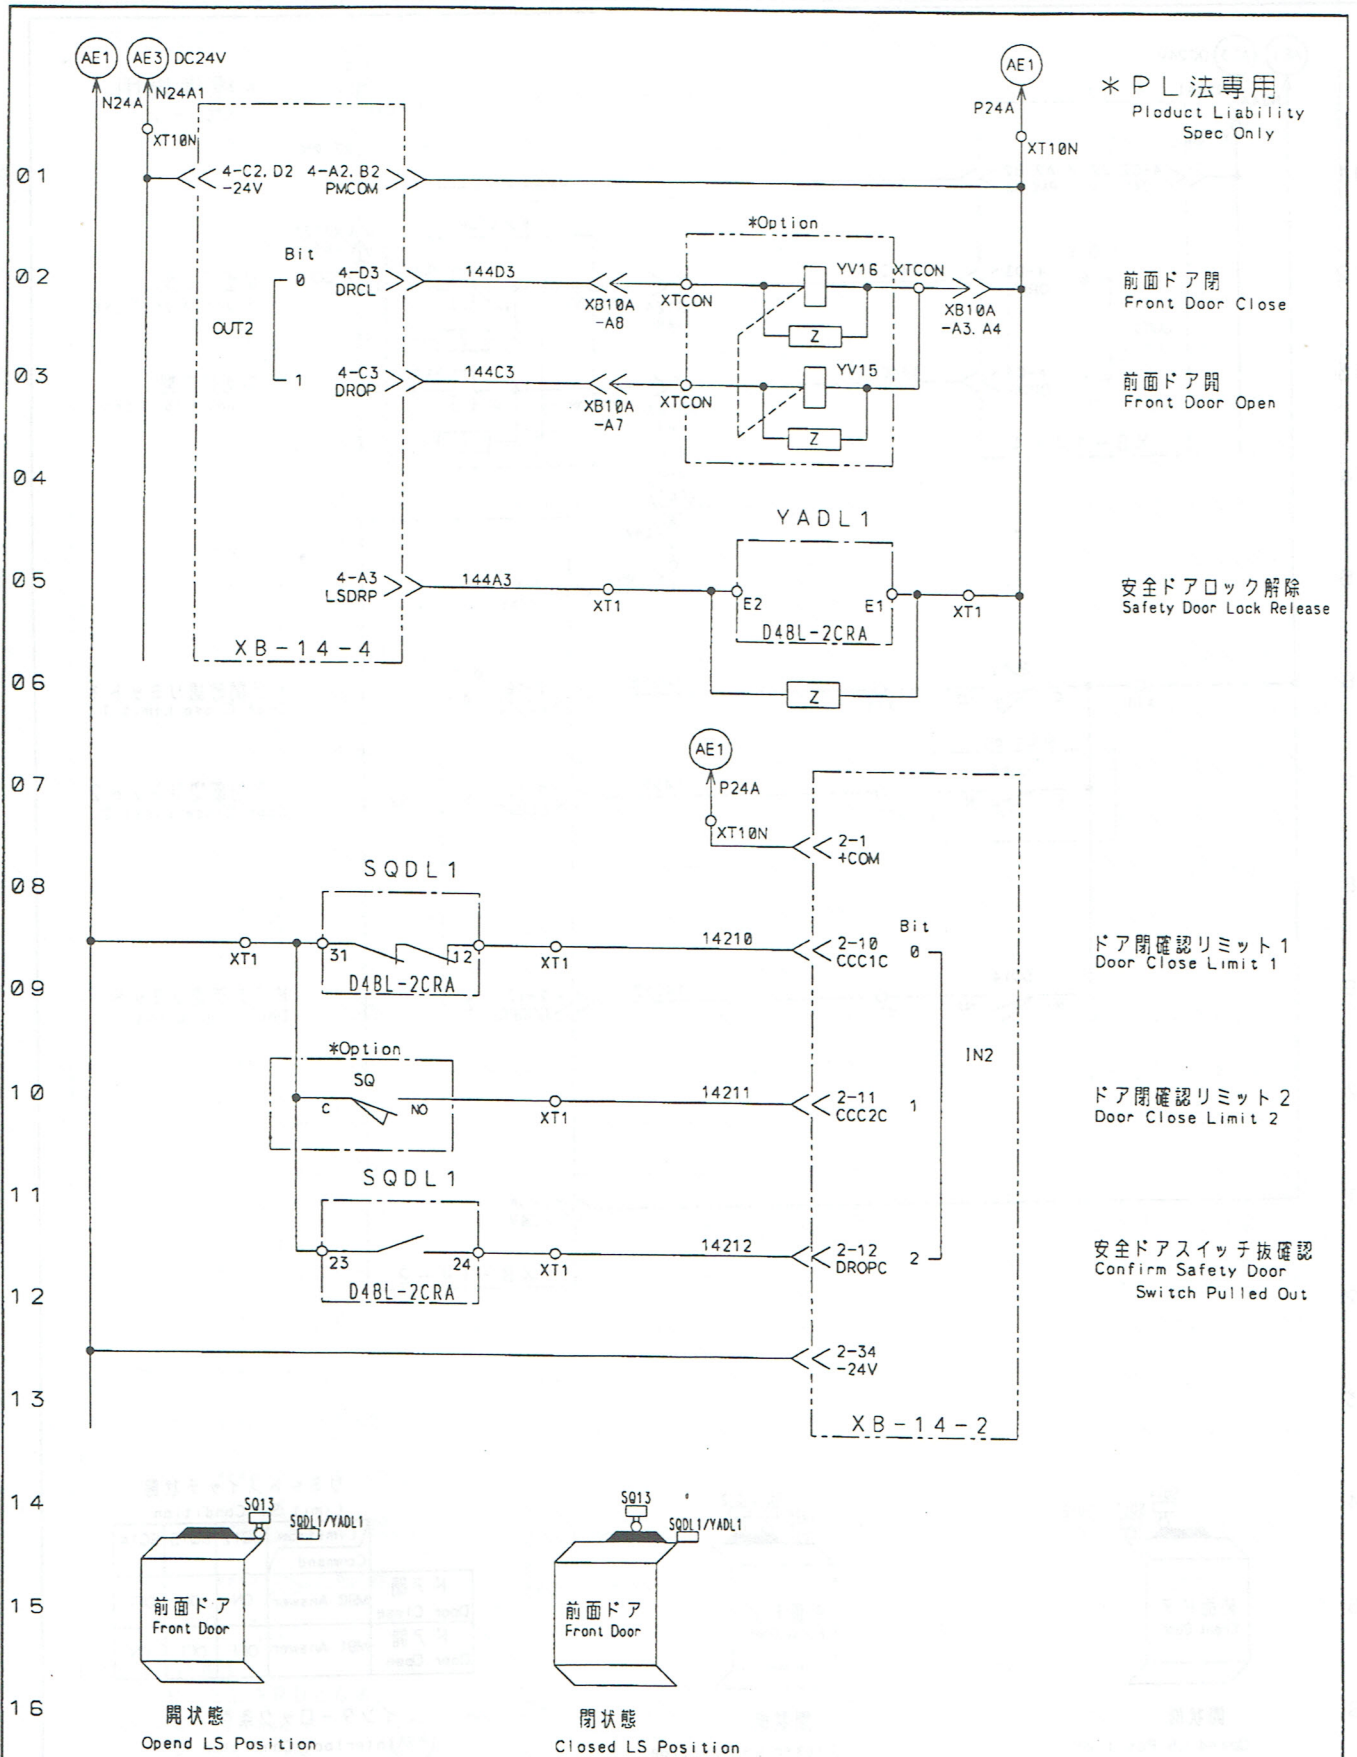 AE1 AE3 DC24V AE1
N24A N24A1 P24A
XT10N XT10N
*PL法専用
Ploduct Liability
Spec Only
01 4-C2, D2 4-A2, B2
-24V PMCOM
*Option
Bit
02 0 4-D3 144D3 YV16 XTCON 前面ドア閉
DRCL XB10A XTCON XB10A Front Door Close
-A8 -A3, A4
OUT2 Z
03 1 4-C3 144C3 YV15 前面ドア開
DROP XB10A XTCON Front Door Open
-A7
Z
04
YADL1
05 4-A3 144A3 安全ドアロック解除
LSDRP XT1 E2 E1 XT1 Safety Door Lock Release
D4BL-2CRA
XB-14-4
06 Z
AE1
07 P24A
XT10N 2-1
+COM
08 SQDL1
Bit
14210 2-10 0 ドア閉確認リミット1
XT1 31 12 XT1 CCC1C Door Close Limit 1
09 D4BL-2CRA
*Option IN2
10 SQ 14211 2-11 1 ドア閉確認リミット2
C NO XT1 CCC2C Door Close Limit 2
11 SQDL1
14212 2-12 2 安全ドアスイッチ抜確認
23 24 XT1 DROPC Confirm Safety Door
12 D4BL-2CRA Switch Pulled Out
2-34
-24V
13
XB-14-2
14 SQ13 SQDL1/YADL1 SQ13 SQDL1/YADL1
15 前面ドア 前面ドア
Front Door Front Door
16 開状態 閉状態
Opend LS Position Closed LS Position